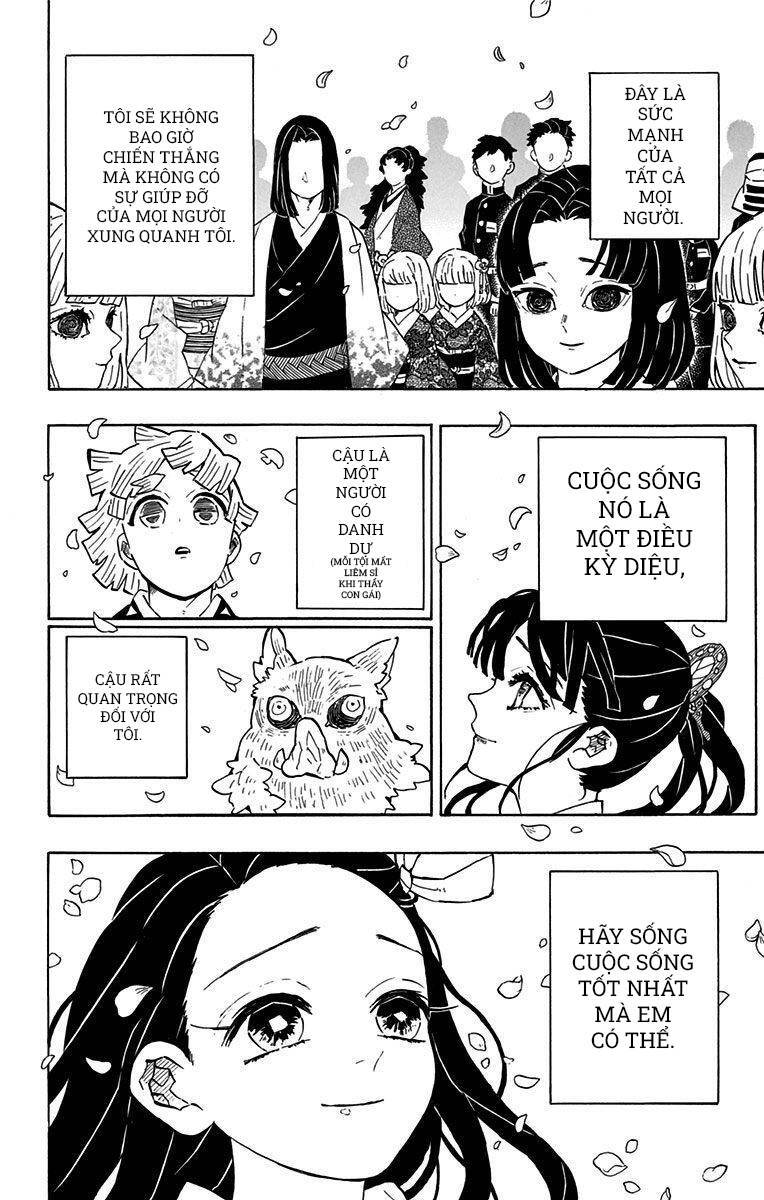 ĐÂY LÀ
SỨC
MẠNH
CỦA
TẤT CẢ
MỌI
NGƯỜI.
TÔI SẼ KHÔNG
BAO GIỜ
CHIẾN THẮNG
MÀ KHÔNG CÓ
SỰ GIÚP ĐỠ
CỦA MỌI NGƯỜI
XUNG QUANH TÔI.
CUỘC SỐNG
NÓ LÀ
MỘT ĐIỀU
KỲ DIỆU,
CẬU LÀ
MỘT
NGƯỜI
CÓ
DANH
DỰ
(MỖI TỘI MẤT
LIÊM SỈ
KHI THẤY
CON GÁI)
CẬU RẤT
QUAN TRỌNG
ĐỐI VỚI
TÔI.
HÃY SỐNG
CUỘC SỐNG
TỐT NHẤT
MÀ EM
CÓ THỂ.